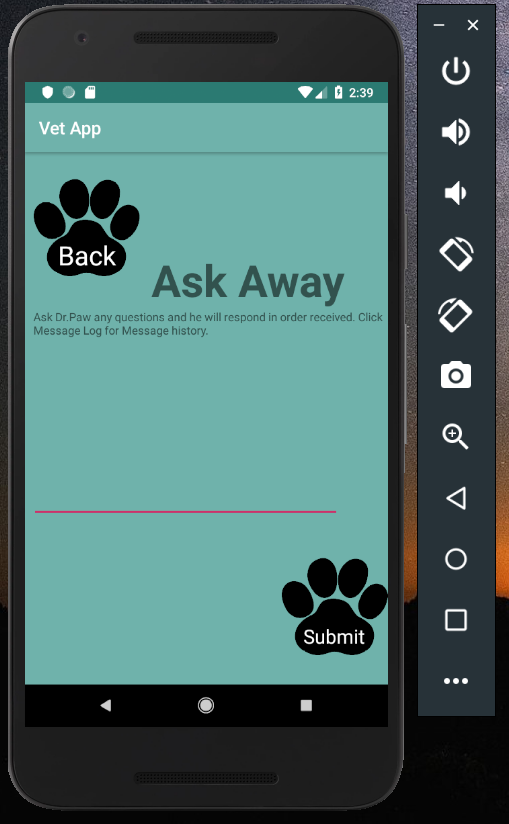 2:39
Vet App
Back
Ask Away
Ask Dr.Paw any questions and he will respond in order received. Click
Message Log for Message history.
Submit